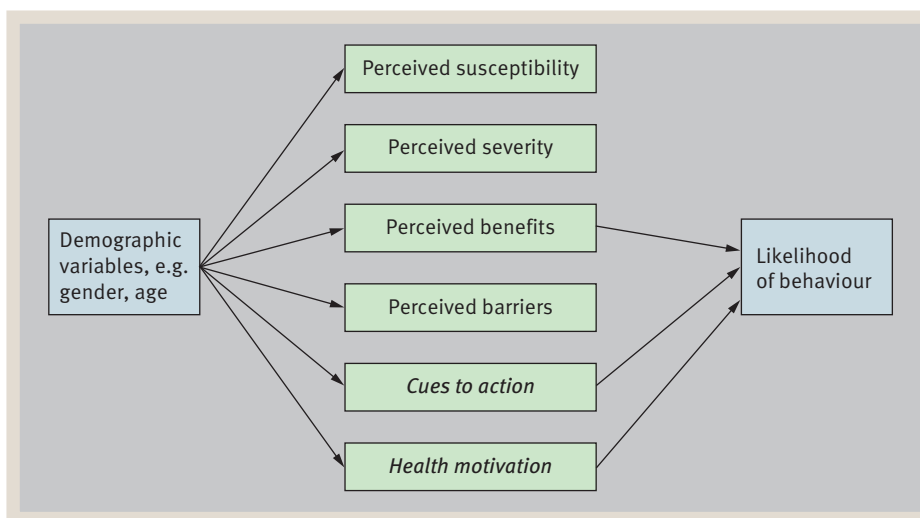 Perceived susceptibility
Perceived severity
Perceived benefits
Perceived barriers
Cues to action
Health motivation
Demographic
variables, e.g.
gender, age
Likelihood
of behaviour